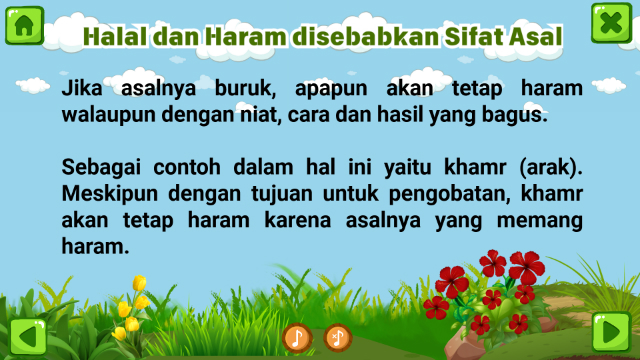 Halal dan Haram disebabkan Sifat Asal
Jika asalnya buruk, apapun akan tetap haram
walaupun dengan niat, cara dan hasil yang bagus.
Sebagai contoh dalam hal ini yaitu khamr (arak).
Meskipun dengan tujuan untuk pengobatan, khamr
akan tetap haram karena asalnya yang memang
haram.